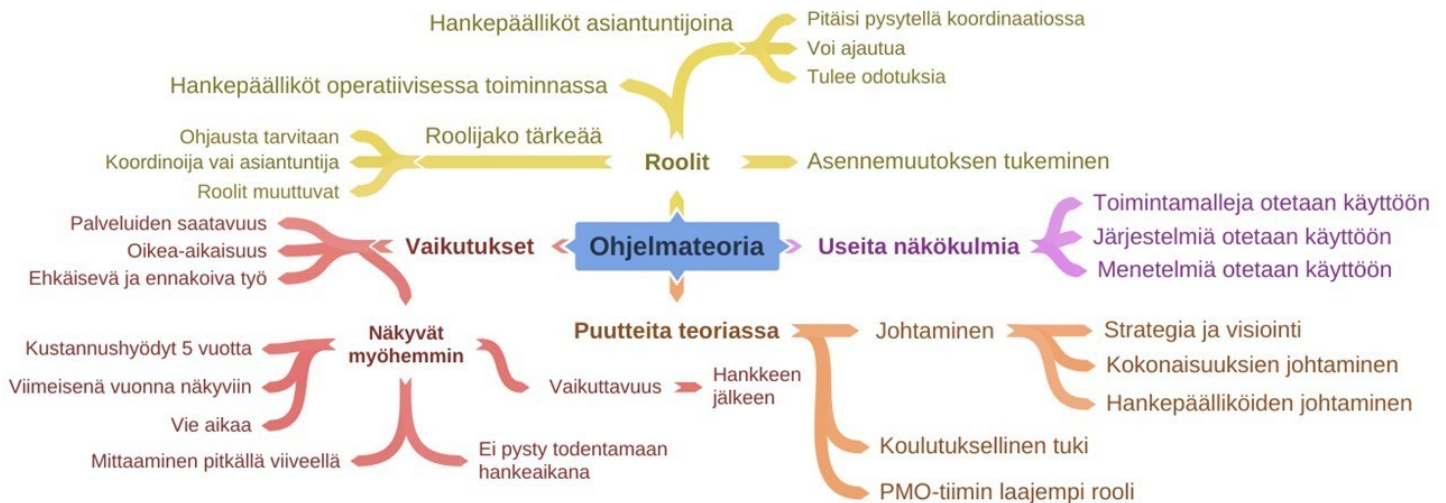 Hankepäälliköt asiantuntijoina
Pitäisi pysytellä koordinaatiossa
Voi ajautua
Tulee odotuksia
Hankepäälliköt operatiivisessa toiminnassa
Ohjausta tarvitaan
Koordinoija vai asiantuntija
Roolit muuttuvat
Roolijako tärkeää
Roolit
Asennemuutoksen tukeminen
Palveluiden saatavuus
Oikea-aikaisuus
Ehkäisevä ja ennakoiva työ
Vaikutukset
Ohjelmateoria
Useita näkökulmia
Toimintamalleja otetaan käyttöön
Järjestelmiä otetaan käyttöön
Menetelmiä otetaan käyttöön
Näkyvät
myöhemmin
Kustannushyödyt 5 vuotta
Viimeisenä vuonna näkyviin
Vie aikaa
Mittaaminen pitkällä viiveellä
Ei pysty todentamaan
hankeaikana
Vaikuttavuus
Hankkeen
jälkeen
Puutteita teoriassa
Johtaminen
Strategia ja visiointi
Kokonaisuuksien johtaminen
Hankepäälliköiden johtaminen
Koulutuksellinen tuki
PMO-tiimin laajempi rooli